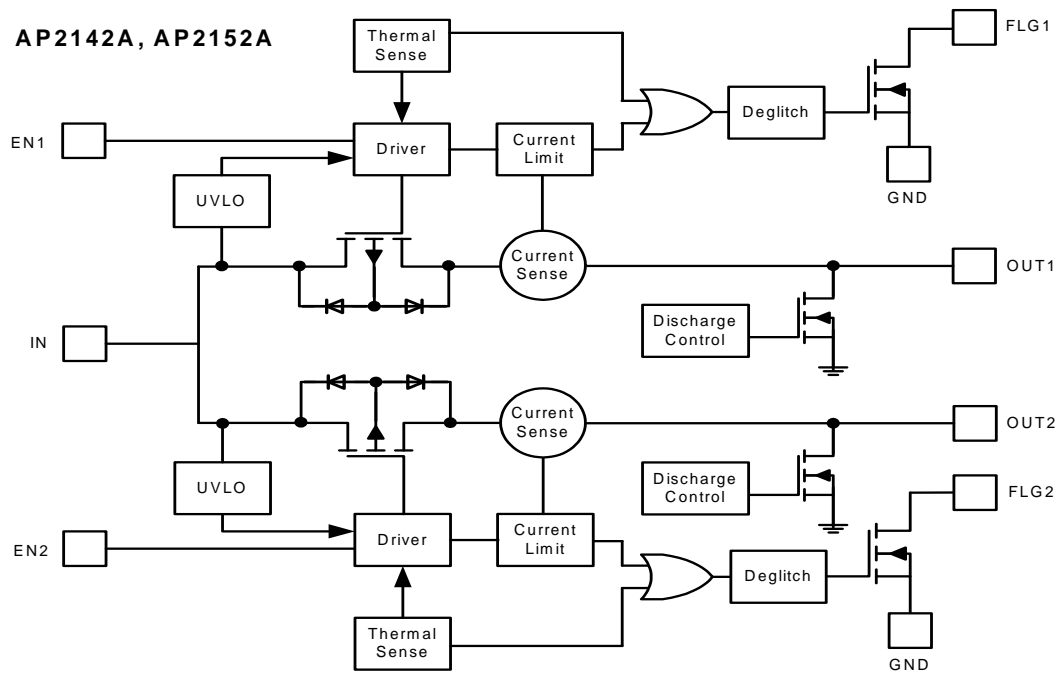 AP2142A, AP2152A
Thermal
Sense
FLG1
Deglitch
EN1
Driver
Current
Limit
GND
UVLO
Current
Sense
OUT1
Discharge
Control
IN
Current
Sense
OUT2
UVLO
Discharge
Control
FLG2
EN2
Driver
Current
Limit
Deglitch
Thermal
Sense
GND